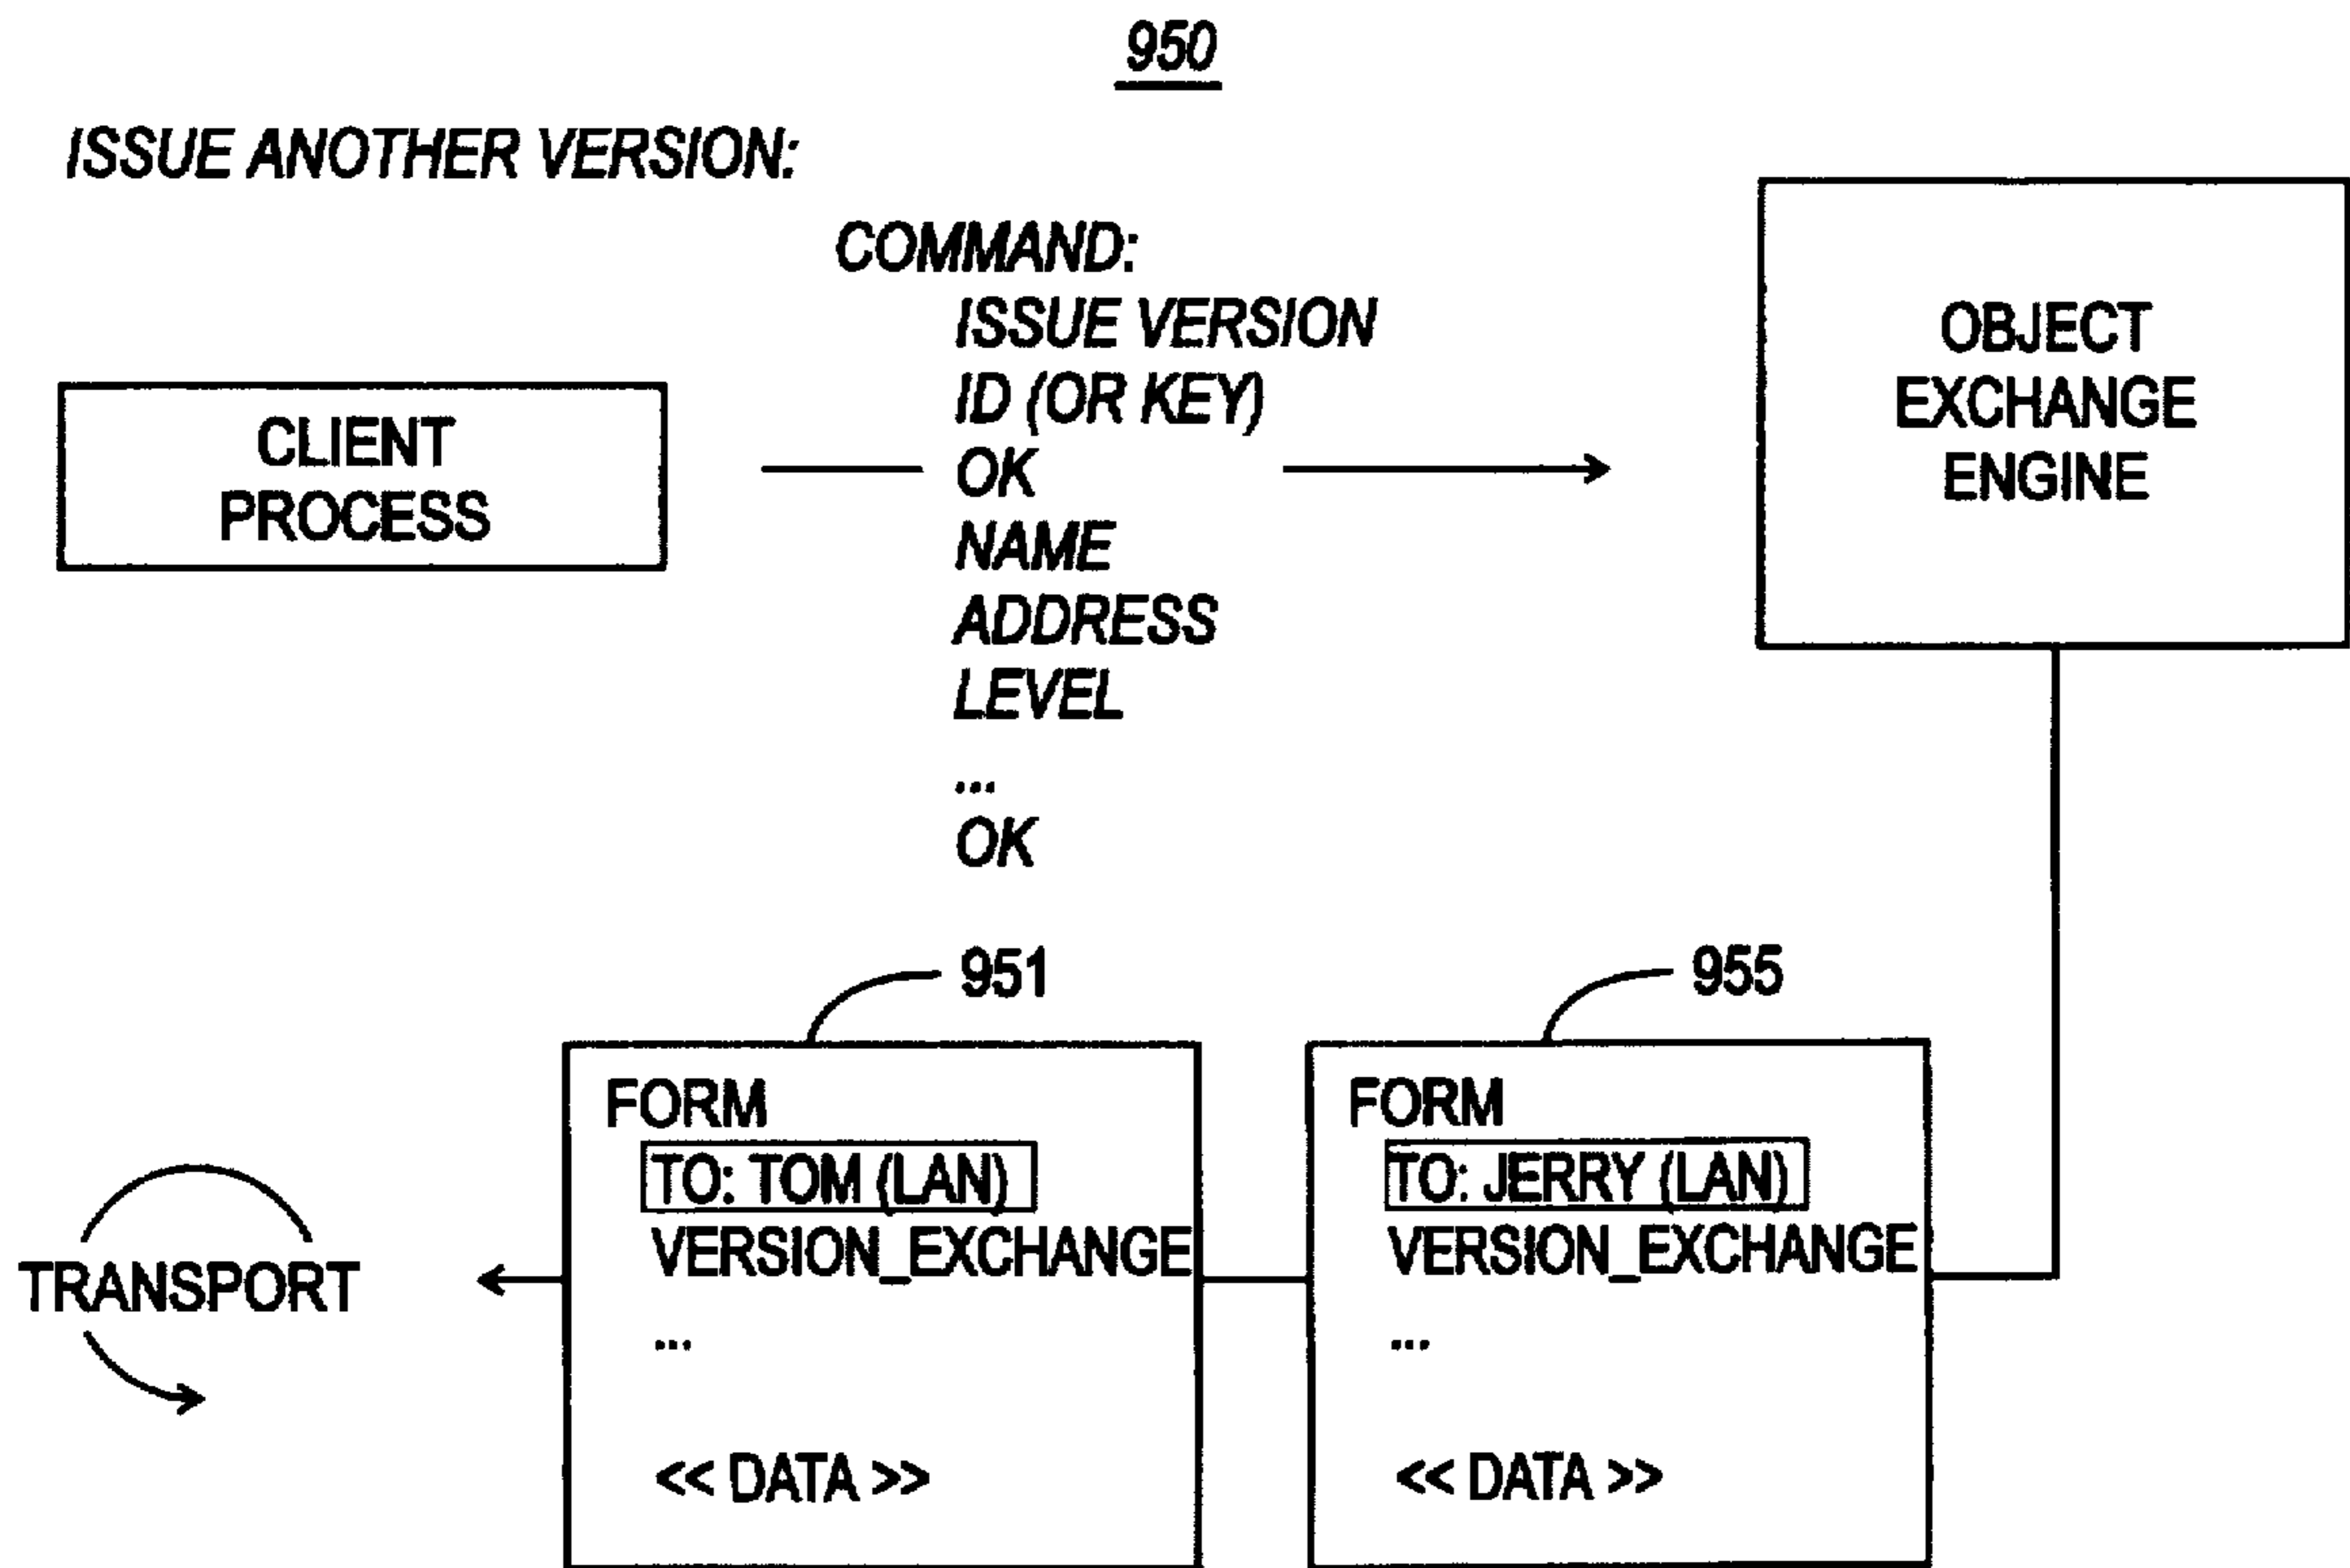 950
ISSUE ANOTHER VERSION:
COMMAND:
ISSUE VERSION
ID (OR KEY)
OK
NAME
ADDRESS
LEVEL
...
OK
CLIENT
PROCESS
OBJECT
EXCHANGE
ENGINE
951
955
FORM
TO: TOM (LAN)
VERSION_EXCHANGE
...
<< DATA >>
FORM
TO: JERRY (LAN)
VERSION_EXCHANGE
...
<< DATA >>
TRANSPORT